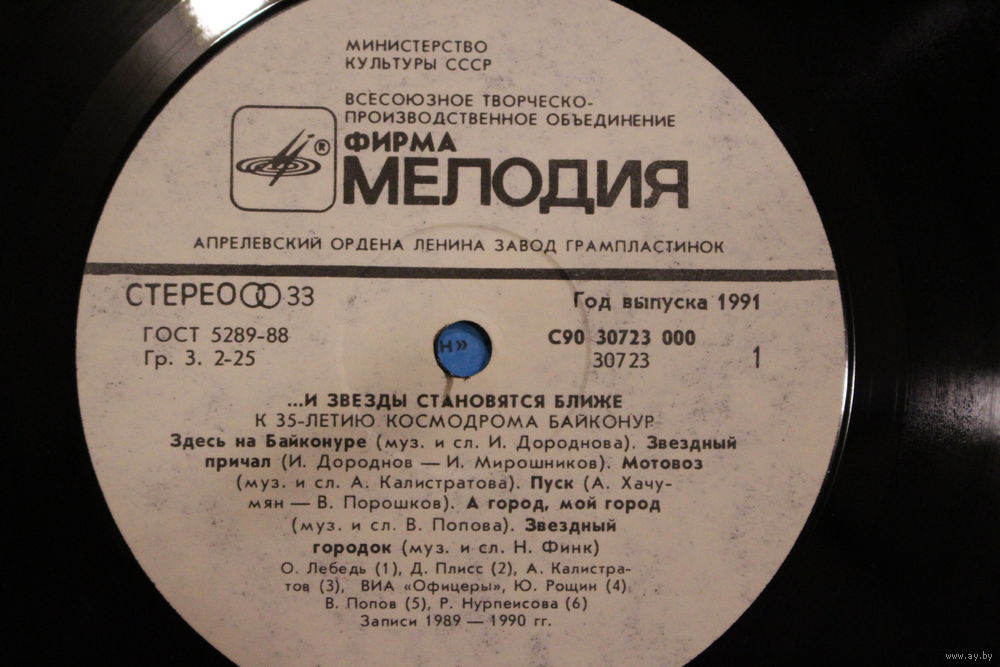 МИНИСТЕРСТВО
КУЛЬТУРЫ СССР
ВСЕСОЮЗНОЕ ТВОРЧЕСКО-
ПРОИЗВОДСТВЕННОЕ ОБЪЕДИНЕНИЕ
ФИРМА
®
МЕЛОДИЯ
АПРЕЛЕВСКИЙ ОРДЕНА ЛЕНИНА ЗАВОД ГРАМПЛАСТИНОК
СТЕРЕО 33
Год выпуска 1991
ГОСТ 5289-88
Гр. 3. 2-25
н»
С90 30723 000
30723
1
...И ЗВЕЗДЫ СТАНОВЯТСЯ БЛИЖЕ
К 35-ЛЕТИЮ КОСМОДРОМА БАЙКОНУР
Здесь на Байконуре (муз. и сл. И. Дороднова). Звездный
причал (И. Дороднов — И. Мирошников). Мотовоз
(муз. и сл. А. Калистратова). Пуск (А. Хачу-
мян — В. Порошков). А город, мой город
(муз. и сл. В. Попова). Звездный
городок (муз. и сл. Н. Финк)
О. Лебедь (1), Д. Плисс (2), А. Калистра-
тов (3), ВИА «Офицеры», Ю. Рощин (4)
В. Попов (5), Р. Нурпеисова (6)
Записи 1989 — 1990 гг.
www.ay.by